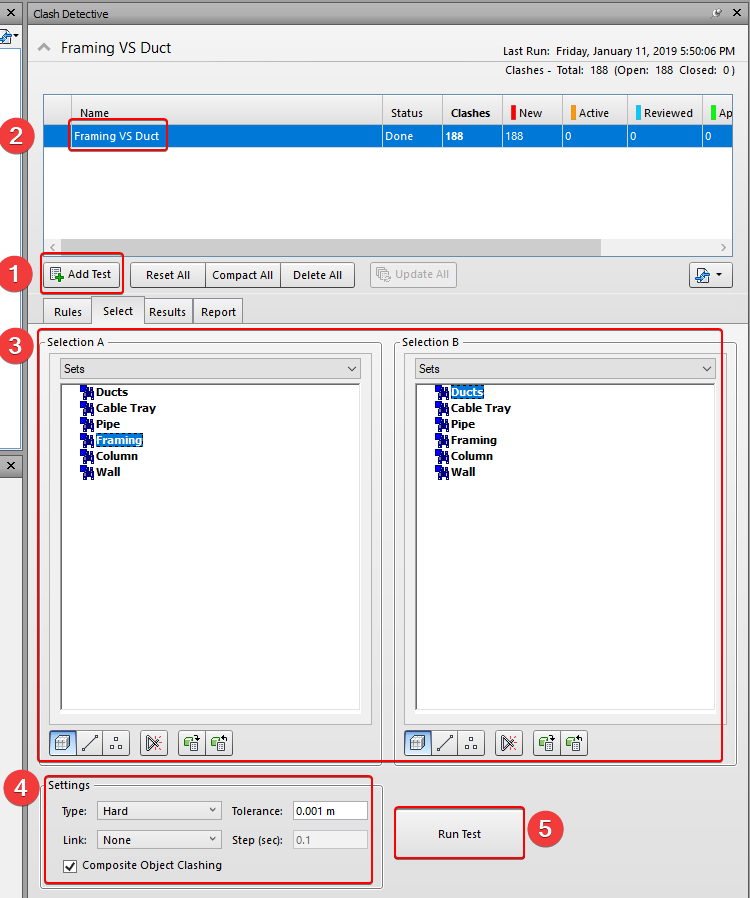 Clash Detective
Framing VS Duct
Last Run: Friday, January 11, 2019 5:50:06 PM
Clashes - Total: 188 (Open: 188 Closed: 0 )
Name Status Clashes New Active Reviewed Ap
2 Framing VS Duct Done 188 188 0 0 0
1 Add Test Reset All Compact All Delete All Update All
Rules Select Results Report
3
Selection A Selection B
Sets Sets
Ducts Ducts
Cable Tray Cable Tray
Pipe Pipe
Framing Framing
Column Column
Wall Wall
4 Settings
Type: Hard Tolerance: 0.001 m
Link: None Step (sec): 0.1
Composite Object Clashing
Run Test 5